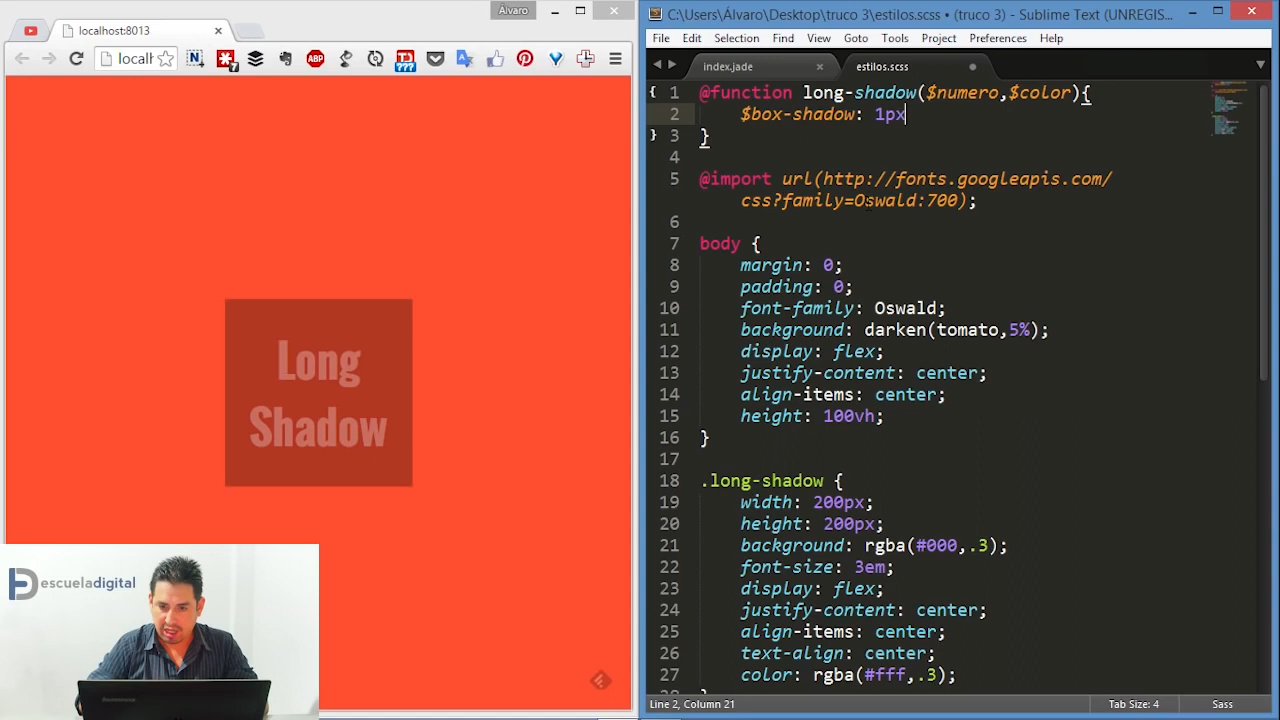 Álvaro
localhost:8013
localh
7
ABP
???
Long
Shadow
escueladigital
C:\Users\Álvaro\Desktop\truco 3\estilos.scss • (truco 3) - Sublime Text (UNREGIS...
File Edit Selection Find View Goto Tools Project Preferences Help
index.jade
estilos.scss
1 @function long-shadow($numero,$color){
2 $box-shadow: 1px
3 }
4
5 @import url(http://fonts.googleapis.com/
css?family=Oswald:700);
6
7 body {
8 margin: 0;
9 padding: 0;
10 font-family: Oswald;
11 background: darken(tomato,5%);
12 display: flex;
13 justify-content: center;
14 align-items: center;
15 height: 100vh;
16 }
17
18 .long-shadow {
19 width: 200px;
20 height: 200px;
21 background: rgba(#000,.3);
22 font-size: 3em;
23 display: flex;
24 justify-content: center;
25 align-items: center;
26 text-align: center;
27 color: rgba(#fff,.3);
Line 2, Column 21
Tab Size: 4
Sass